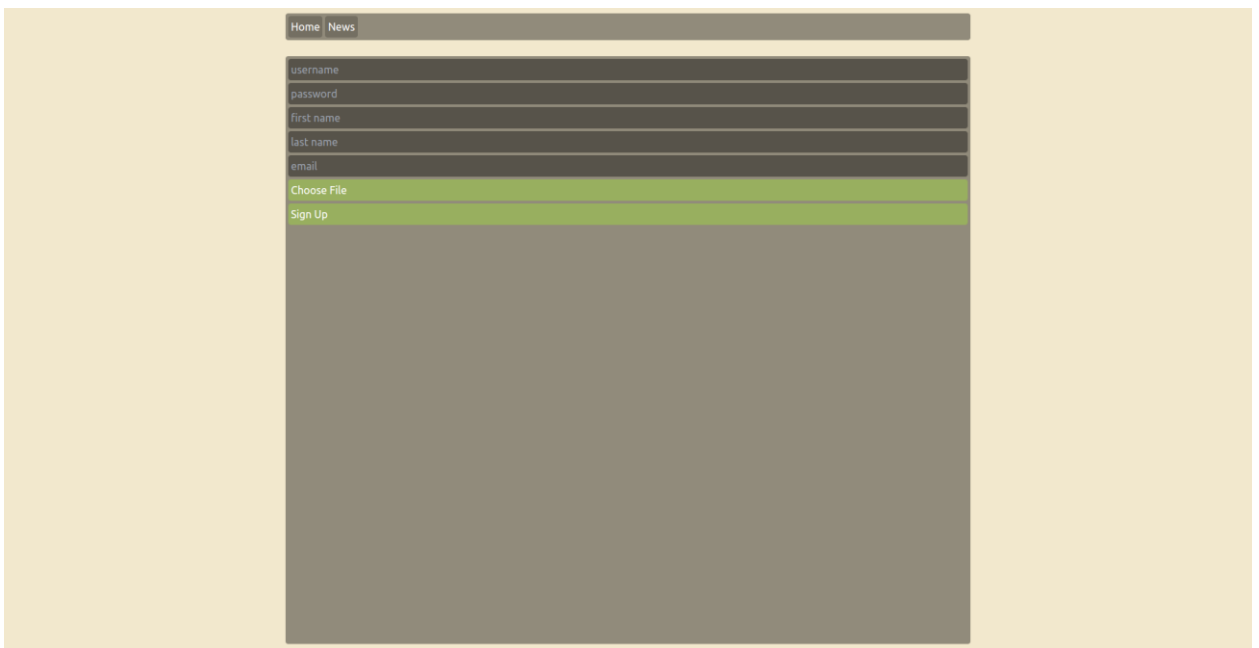 Home News
username
password
first name
last name
email
Choose File
Sign Up